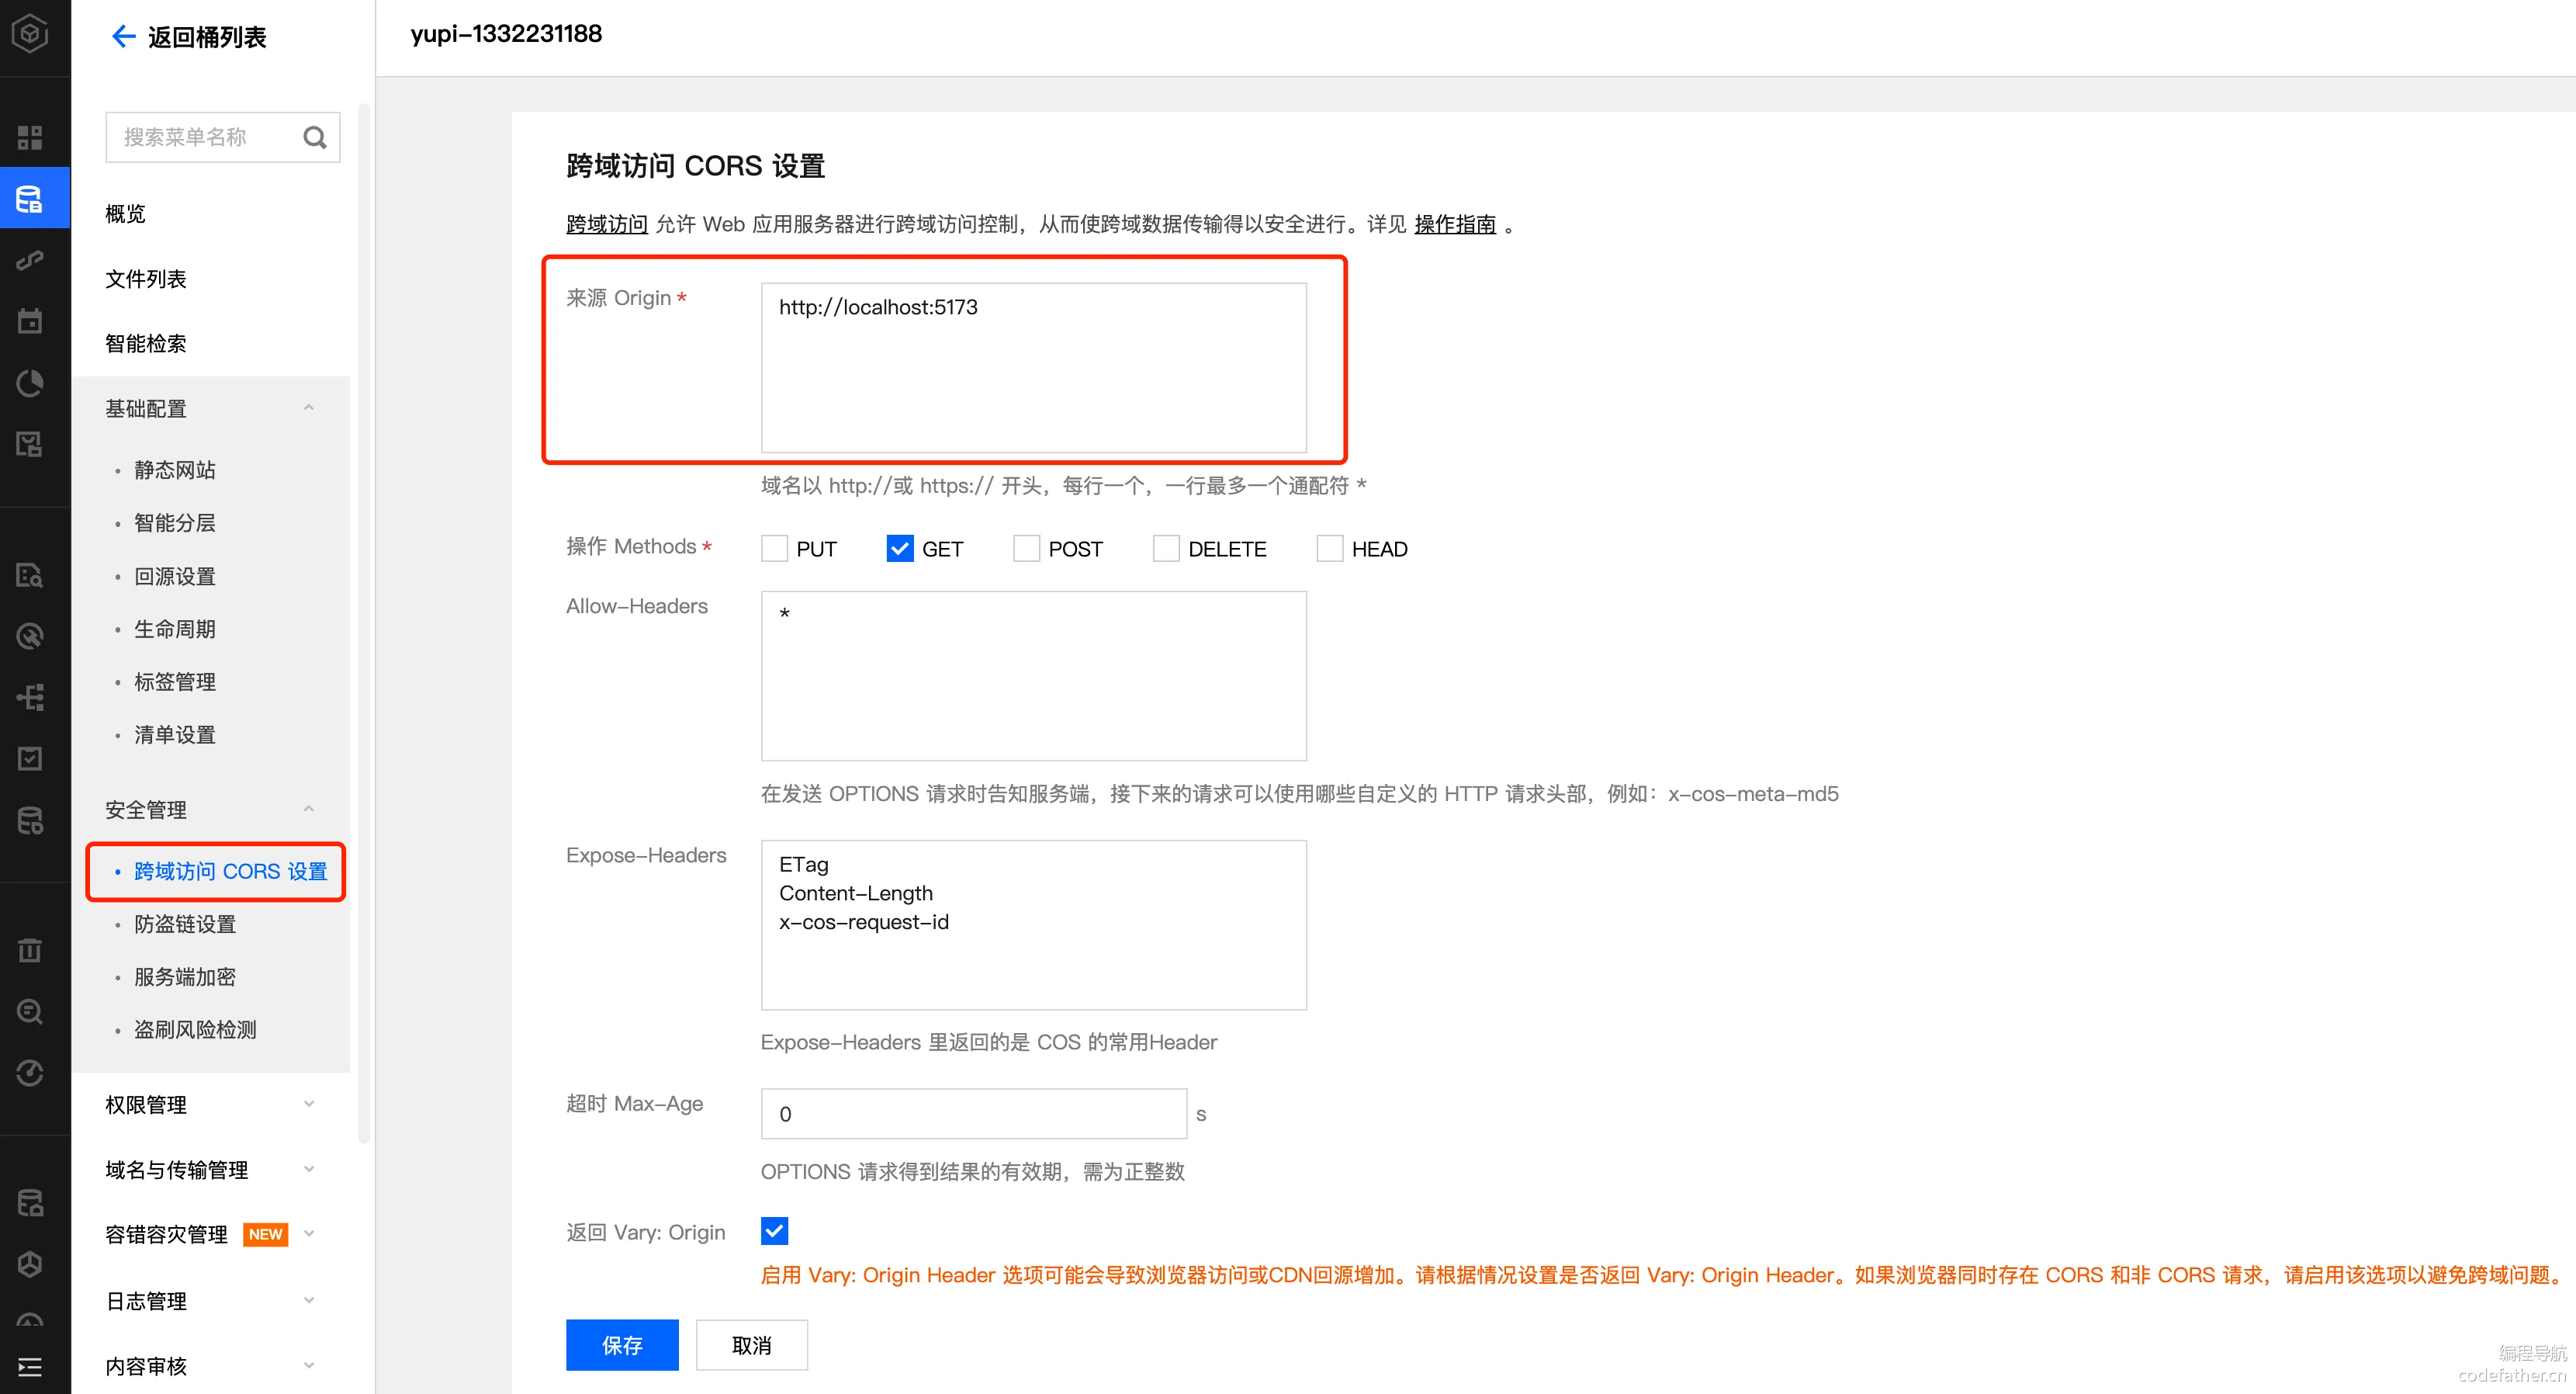 返回桶列表
搜索菜单名称
概览
文件列表
智能检索
基础配置
静态网站
智能分层
回源设置
生命周期
标签管理
清单设置
安全管理
跨域访问 CORS 设置
防盗链设置
服务端加密
盗刷风险检测
权限管理
域名与传输管理
容错容灾管理 NEW
日志管理
内容审核
yupi-1332231188
跨域访问 CORS 设置
跨域访问 允许 Web 应用服务器进行跨域访问控制，从而使跨域数据传输得以安全进行。详见 操作指南 。
来源 Origin *
http://localhost:5173
域名以 http://或 https:// 开头，每行一个，一行最多一个通配符 *
操作 Methods * PUT GET POST DELETE HEAD
Allow-Headers
*
在发送 OPTIONS 请求时告知服务端，接下来的请求可以使用哪些自定义的 HTTP 请求头部，例如：x-cos-meta-md5
Expose-Headers
ETag
Content-Length
x-cos-request-id
Expose-Headers 里返回的是 COS 的常用Header
超时 Max-Age 0 s
OPTIONS 请求得到结果的有效期，需为正整数
返回 Vary: Origin
启用 Vary: Origin Header 选项可能会导致浏览器访问或CDN回源增加。请根据情况设置是否返回 Vary: Origin Header。如果浏览器同时存在 CORS 和非 CORS 请求，请启用该选项以避免跨域问题。
保存 取消
编程导航
codefather.cn